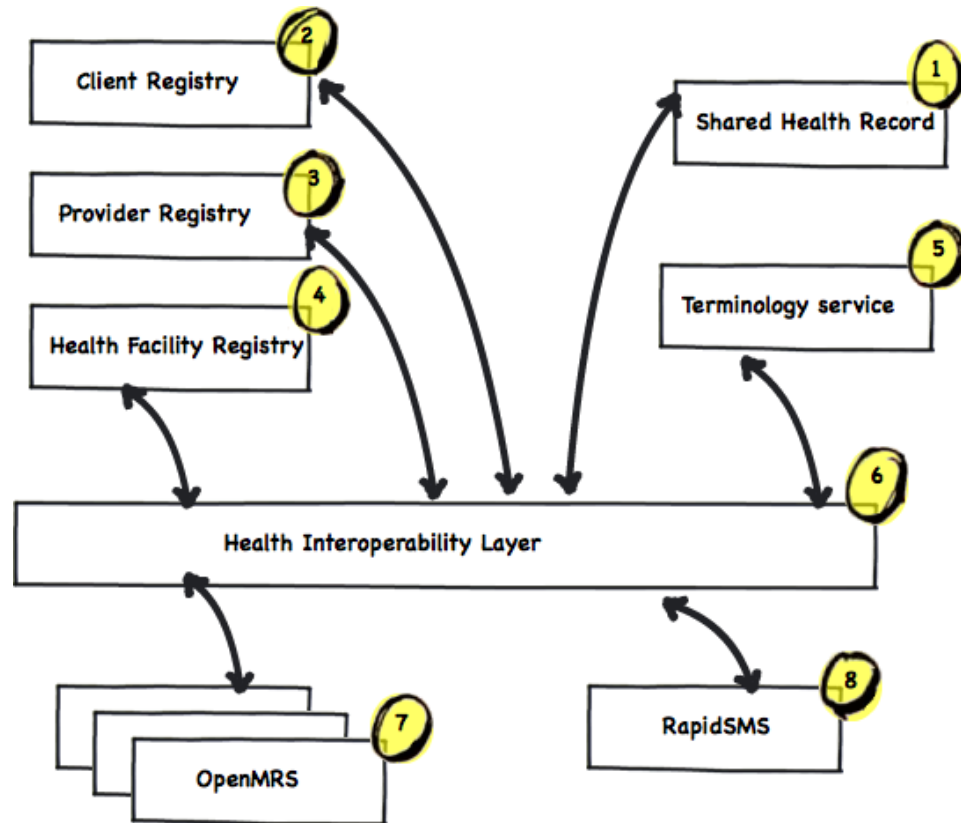 2
Client Registry
1
Shared Health Record
3
Provider Registry
5
Terminology service
4
Health Facility Registry
6
Health Interoperability Layer
7
OpenMRS
8
RapidSMS